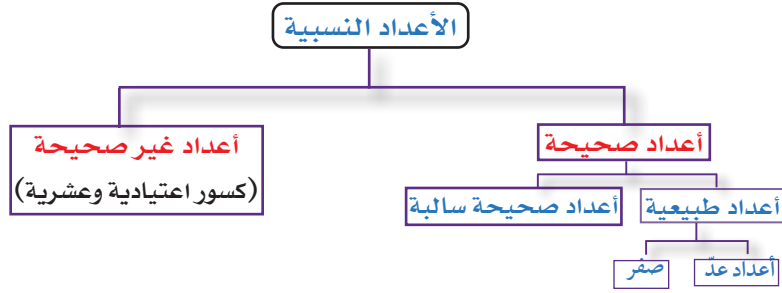 الأعداد النسبية
أعداد صحيحة
أعداد غير صحيحة
(كسور اعتيادية وعشرية)
أعداد طبيعية
أعداد صحيحة سالبة
أعداد عدّ
صفر